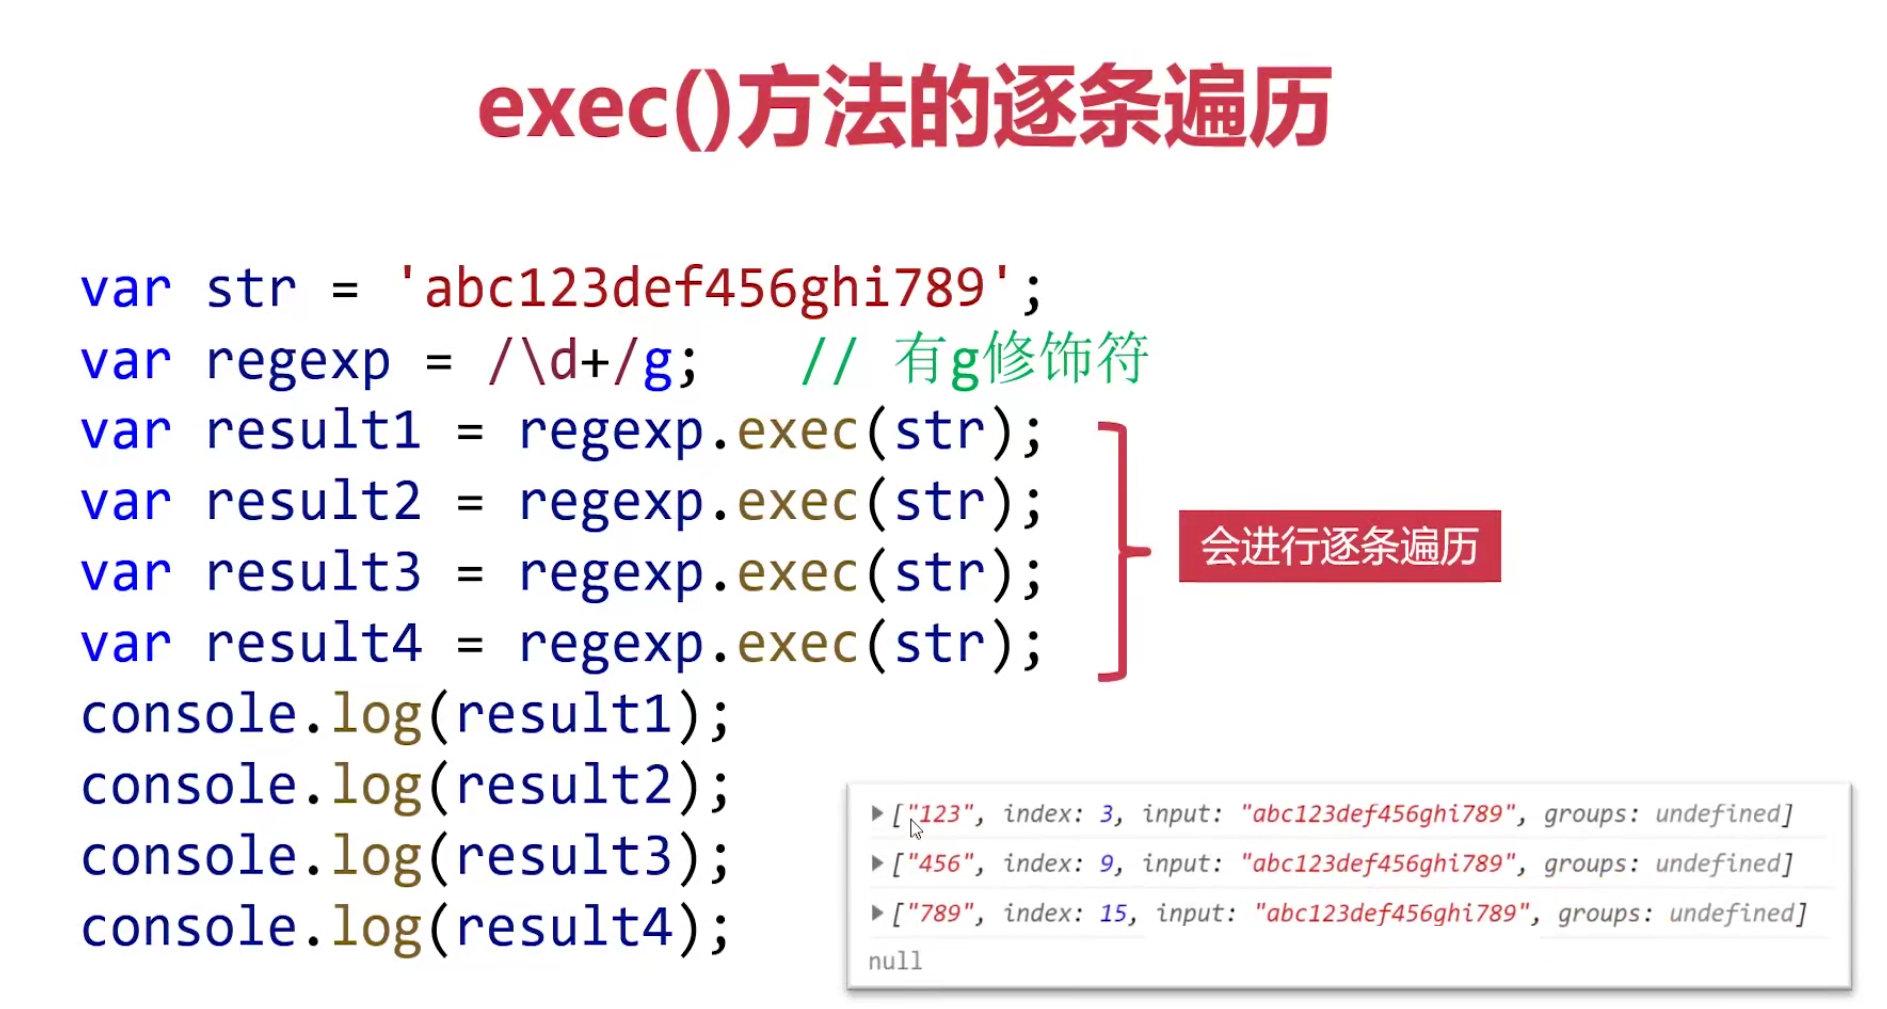 exec()方法的逐条遍历
var str = 'abc123def456ghi789';
var regexp = /\d+/g;   // 有g修饰符
var result1 = regexp.exec(str);
var result2 = regexp.exec(str);
var result3 = regexp.exec(str);
var result4 = regexp.exec(str);
会进行逐条遍历
console.log(result1);
console.log(result2);
console.log(result3);
console.log(result4);
["123", index: 3, input: "abc123def456ghi789", groups: undefined]
["456", index: 9, input: "abc123def456ghi789", groups: undefined]
["789", index: 15, input: "abc123def456ghi789", groups: undefined]
null